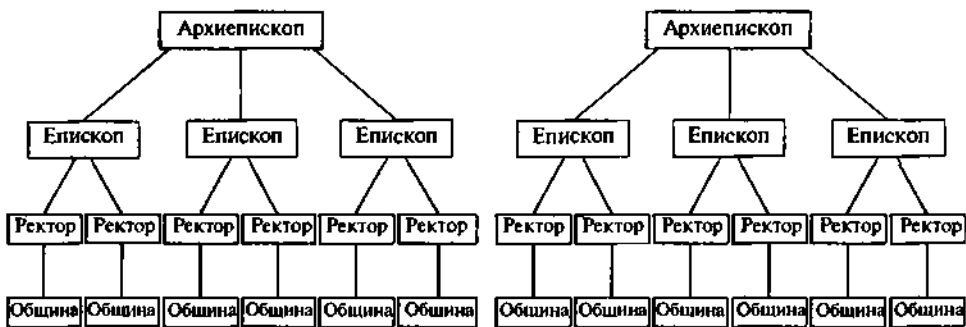 Архиепископ Архиепископ
Епископ Епископ Епископ Епископ Епископ Епископ
Ректор Ректор Ректор Ректор Ректор Ректор Ректор Ректор Ректор Ректор Ректор Ректор
Община Община Община Община Община Община Община Община Община Община Община Община